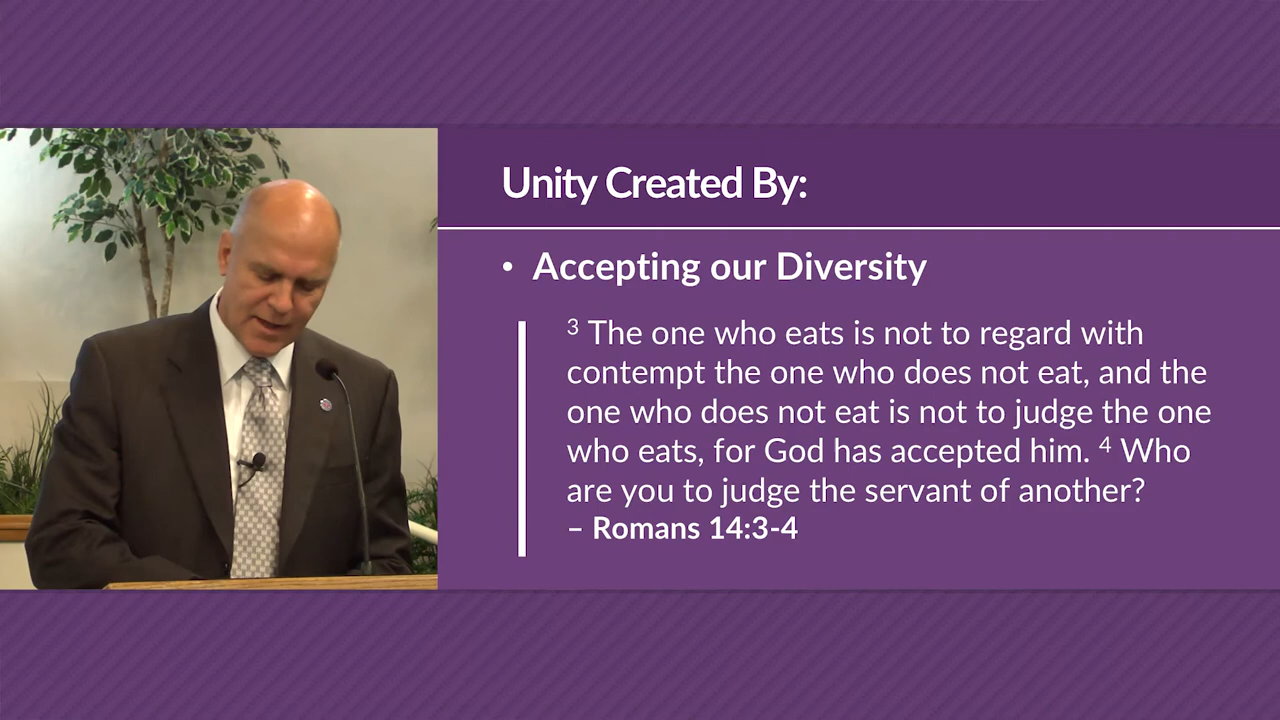 Unity Created By:
• Accepting our Diversity
³ The one who eats is not to regard with
contempt the one who does not eat, and the
one who does not eat is not to judge the one
who eats, for God has accepted him. ⁴ Who
are you to judge the servant of another?
– Romans 14:3-4